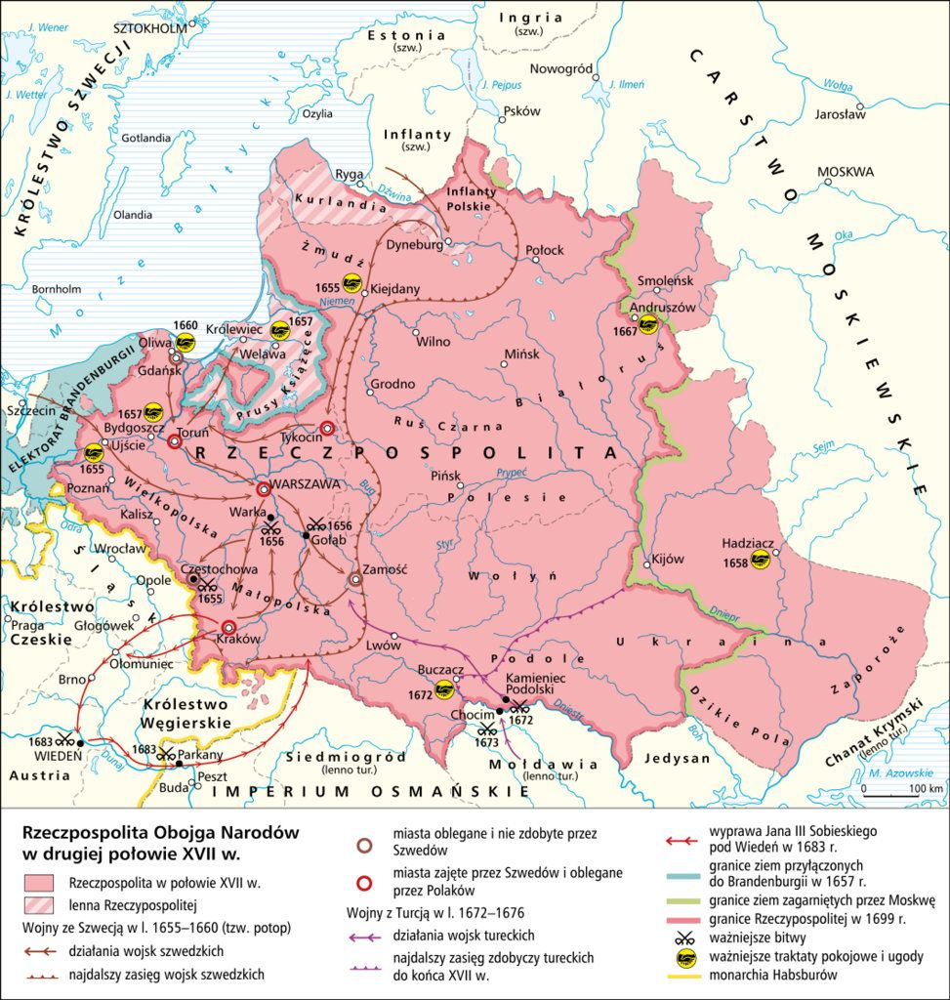 J. Wener
SZTOKHOLM
KRÓLESTWO SZWECJI
J. Wetter
Estonia
(szw.)
Ingria
(szw.)
Nowogród
J. Ilmeń
J. Pejpus
Psków
CARSTWO MOSKIEWSKIE
Wołga
Jarosław
MOSKWA
Oka
Ozylia
Gotlandia
Olandia
Bornholm
Morze Bałtyckie
Inflanty
(szw.)
Ryga
Dźwina
Kurlandia
Inflanty
Polskie
Dyneburg
Połock
Żmudź
1655
Kiejdany
Niemen
Smoleńsk
Andruszów
1667
Wilno
Mińsk
Białoruś
1660
Oliwa
Gdańsk
Królewiec
1657
Welawa
Prusy Książęce
Grodno
Ruś Czarna
ELEKTORAT BRANDENBURGII
Szczecin
1657
Bydgoszcz
Toruń
Tykocin
Ujście
1655
Poznań
RZECZPOSPOLITA
WARSZAWA
Bug
Pińsk
Prypeć
Polesie
Sejm
Wielkopolska
Kalisz
Warka
1656
1656
Gołąb
Styr
Odra
Wrocław
Śląsk
Częstochowa
1655
Zamość
Wołyń
Kijów
Hadziacz
1658
Opole
Małopolska
Królestwo
Czeskie
Praga
Głogówek
Kraków
Lwów
Dniepr
Ukraina
Zaporoże
Ołomuniec
Brno
Buczacz
1672
Podole
Kamieniec
Podolski
1672
Chocim
1673
Dniestr
Boh
Dzikie Pola
Królestwo
Węgierskie
1683
WIEDEŃ
Dunaj
1683
Parkany
Austria
Buda
Peszt
Siedmiogród
(lenno tur.)
Mołdawia
(lenno tur.)
Jedysan
Chanat Krymski
(lenno tur.)
M. Azowskie
IMPERIUM OSMAŃSKIE
0 100 km
Rzeczpospolita Obojga Narodów
w drugiej połowie XVII w.
Rzeczpospolita w połowie XVII w.
lenna Rzeczypospolitej
Wojny ze Szwecją w l. 1655–1660 (tzw. potop)
działania wojsk szwedzkich
najdalszy zasięg wojsk szwedzkich
miasta oblegane i nie zdobyte przez
Szwedów
miasta zajęte przez Szwedów i oblegane
przez Polaków
Wojny z Turcją w l. 1672–1676
działania wojsk tureckich
najdalszy zasięg zdobyczy tureckich
do końca XVII w.
wyprawa Jana III Sobieskiego
pod Wiedeń w 1683 r.
granice ziem przyłączonych
do Brandenburgii w 1657 r.
granice ziem zagarniętych przez Moskwę
granice Rzeczypospolitej w 1699 r.
ważniejsze bitwy
ważniejsze traktaty pokojowe i ugody
monarchia Habsburów